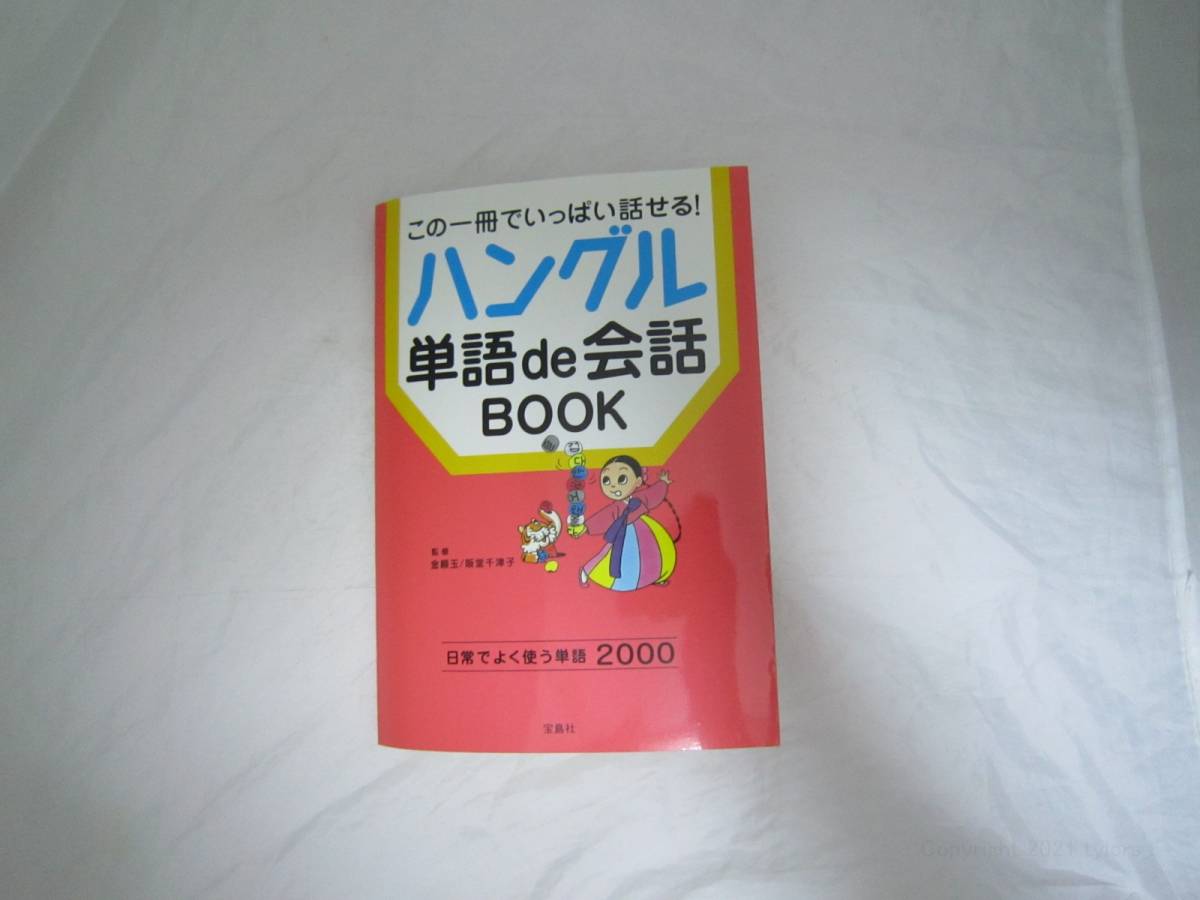 この一冊でいっぱい話せる!
ハングル
単語de会話
BOOK
監修
金順玉/阪堂千津子
日常でよく使う単語 2000
宝島社
Copyright 2021 tylors